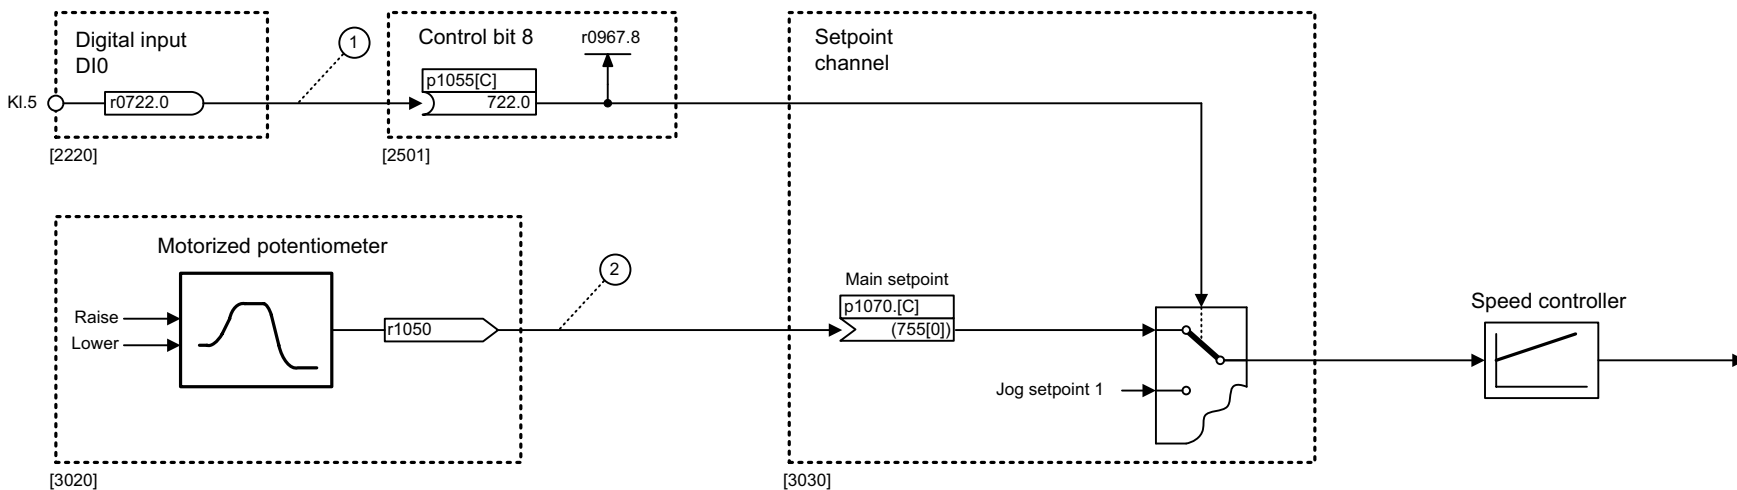 Digital input
DI0
Kl.5
r0722.0
[2220]
1
Control bit 8
r0967.8
p1055[C]
722.0
[2501]
Setpoint
channel
Motorized potentiometer
Raise
Lower
r1050
[3020]
2
Main setpoint
p1070.[C]
(755[0])
Jog setpoint 1
[3030]
Speed controller